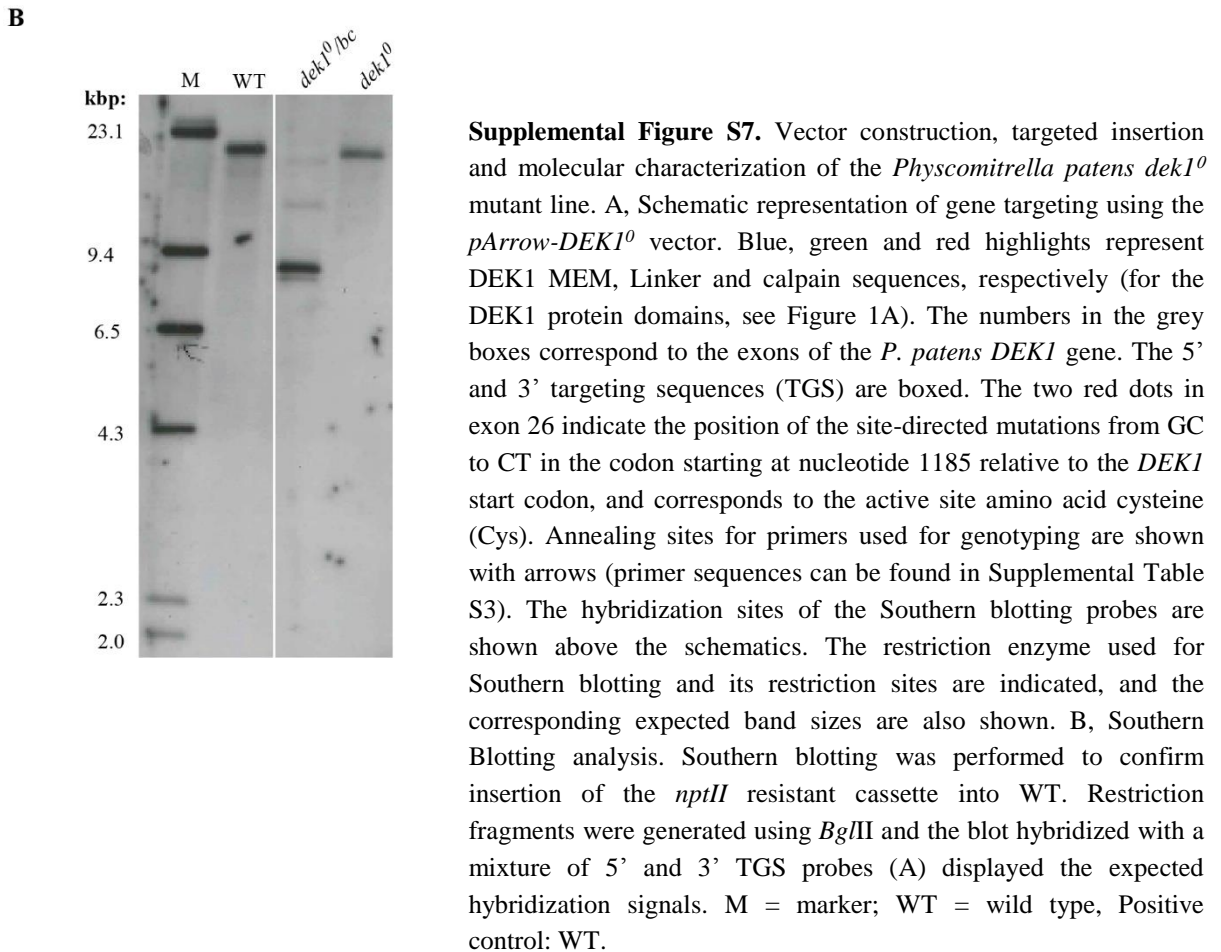 B
M WT dek1⁰/bc dek1⁰
kbp:
23.1
9.4
6.5
4.3
2.3
2.0
Supplemental Figure S7. Vector construction, targeted insertion
and molecular characterization of the Physcomitrella patens dek1⁰
mutant line. A, Schematic representation of gene targeting using the
pArrow-DEK1⁰ vector. Blue, green and red highlights represent
DEK1 MEM, Linker and calpain sequences, respectively (for the
DEK1 protein domains, see Figure 1A). The numbers in the grey
boxes correspond to the exons of the P. patens DEK1 gene. The 5’
and 3’ targeting sequences (TGS) are boxed. The two red dots in
exon 26 indicate the position of the site-directed mutations from GC
to CT in the codon starting at nucleotide 1185 relative to the DEK1
start codon, and corresponds to the active site amino acid cysteine
(Cys). Annealing sites for primers used for genotyping are shown
with arrows (primer sequences can be found in Supplemental Table
S3). The hybridization sites of the Southern blotting probes are
shown above the schematics. The restriction enzyme used for
Southern blotting and its restriction sites are indicated, and the
corresponding expected band sizes are also shown. B, Southern
Blotting analysis. Southern blotting was performed to confirm
insertion of the nptII resistant cassette into WT. Restriction
fragments were generated using BglII and the blot hybridized with a
mixture of 5’ and 3’ TGS probes (A) displayed the expected
hybridization signals. M = marker; WT = wild type, Positive
control: WT.